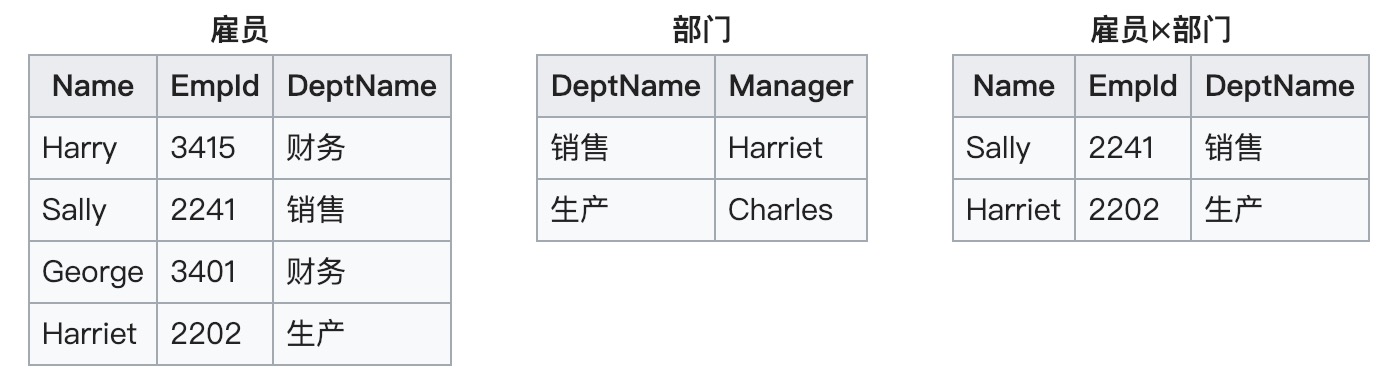 雇员 部门 雇员⋉部门
Name EmpId DeptName DeptName Manager Name EmpId DeptName
Harry 3415 财务 销售 Harriet Sally 2241 销售
Sally 2241 销售 生产 Charles Harriet 2202 生产
George 3401 财务
Harriet 2202 生产